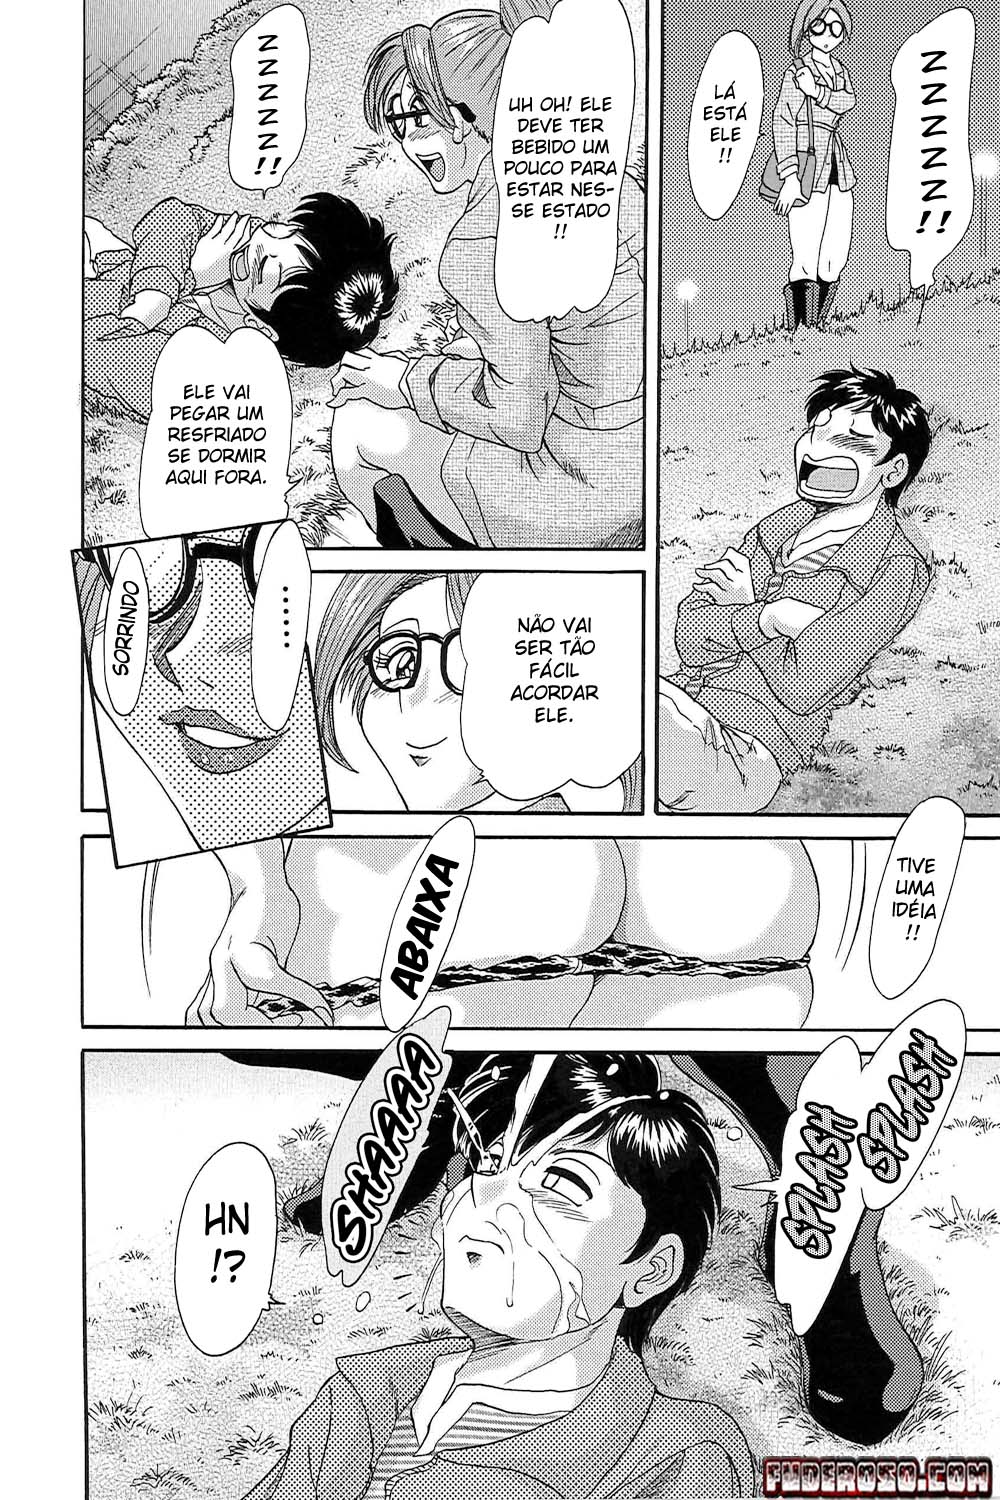 NNNNN!!
LÁ
ESTÁ
ELE
!!
UH OH! ELE
DEVE TER
BEBIDO UM
POUCO PARA
ESTAR NES-
SE ESTADO
!!
NNNNN!!
ELE VAI
PEGAR UM
RESFRIADO
SE DORMIR
AQUI FORA.
NÃO VAI
SER TÃO
FÁCIL
ACORDAR
ELE.
......
SORRINDO
TIVE
UMA
IDÉIA
!!
ABAIXA
SPLASH
SPLASH
SHAAAA
HN
!?
FUDEROSO.COM